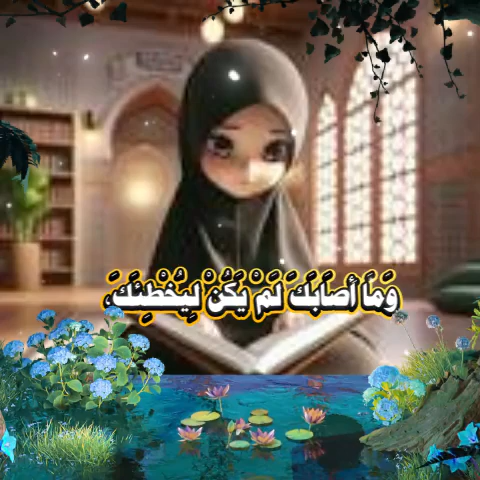 وَمَا أَصَابَكَ لَمْ يَكُنْ لِيُخْطِئَكَ،